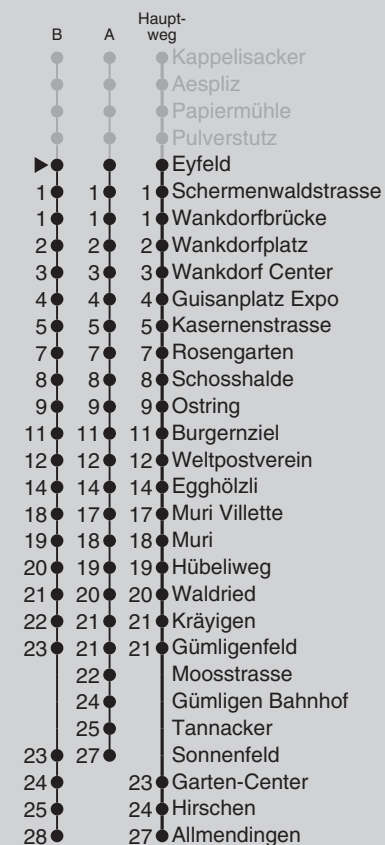 Haupt-
B A weg
Kappelisacker
Aespliz
Papiermühle
Pulverstutz
Eyfeld
1 1 1 Schermenwaldstrasse
1 1 1 Wankdorfbrücke
2 2 2 Wankdorfplatz
3 3 3 Wankdorf Center
4 4 4 Guisanplatz Expo
5 5 5 Kasernenstrasse
7 7 7 Rosengarten
8 8 8 Schosshalde
9 9 9 Ostring
11 11 11 Burgernziel
12 12 12 Weltpostverein
14 14 14 Egghölzli
18 17 17 Muri Villette
19 18 18 Muri
20 19 19 Hübeliweg
21 20 20 Waldried
22 21 21 Kräyigen
23 21 21 Gümligenfeld
22 Moosstrasse
24 Gümligen Bahnhof
25 Tannacker
23 27 Sonnenfeld
24 23 Garten-Center
25 24 Hirschen
28 27 Allmendingen